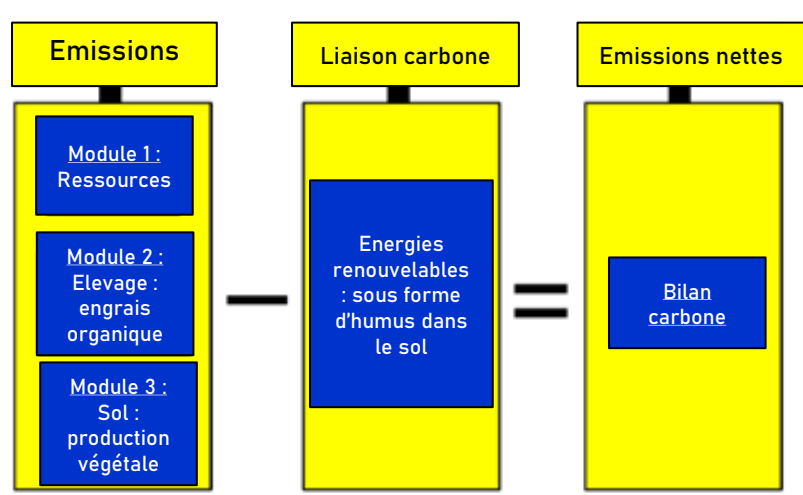 Emissions
Module 1 :
Ressources
Module 2 :
Elevage :
engrais
organique
Module 3 :
Sol :
production
végétale
Liaison carbone
Energies
renouvelables
: sous forme
d'humus dans
le sol
Emissions nettes
Bilan
carbone